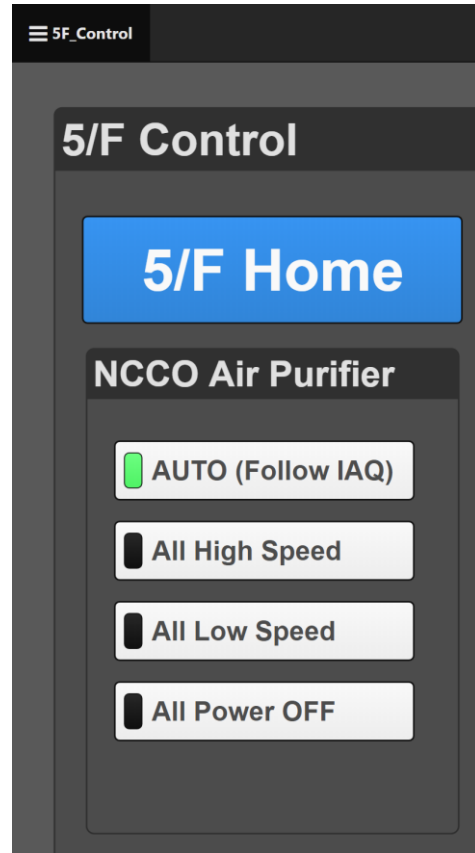 5F_Control
5/F Control
5/F Home
NCCO Air Purifier
AUTO (Follow IAQ)
All High Speed
All Low Speed
All Power OFF